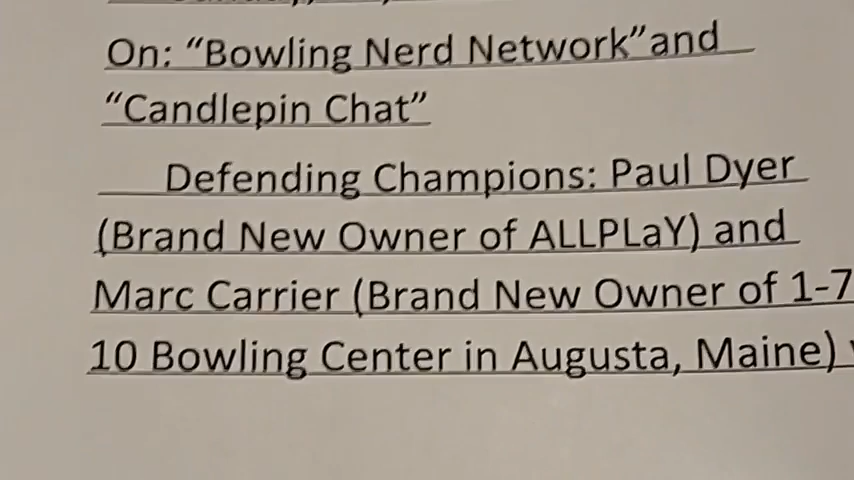 On: “Bowling Nerd Network”and
“Candlepin Chat”
Defending Champions: Paul Dyer
(Brand New Owner of ALLPLaY) and
Marc Carrier (Brand New Owner of 1-7
10 Bowling Center in Augusta, Maine)